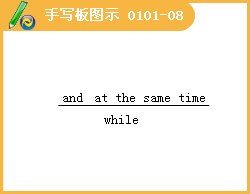 手写板图示 0101-08
and at the same time
while